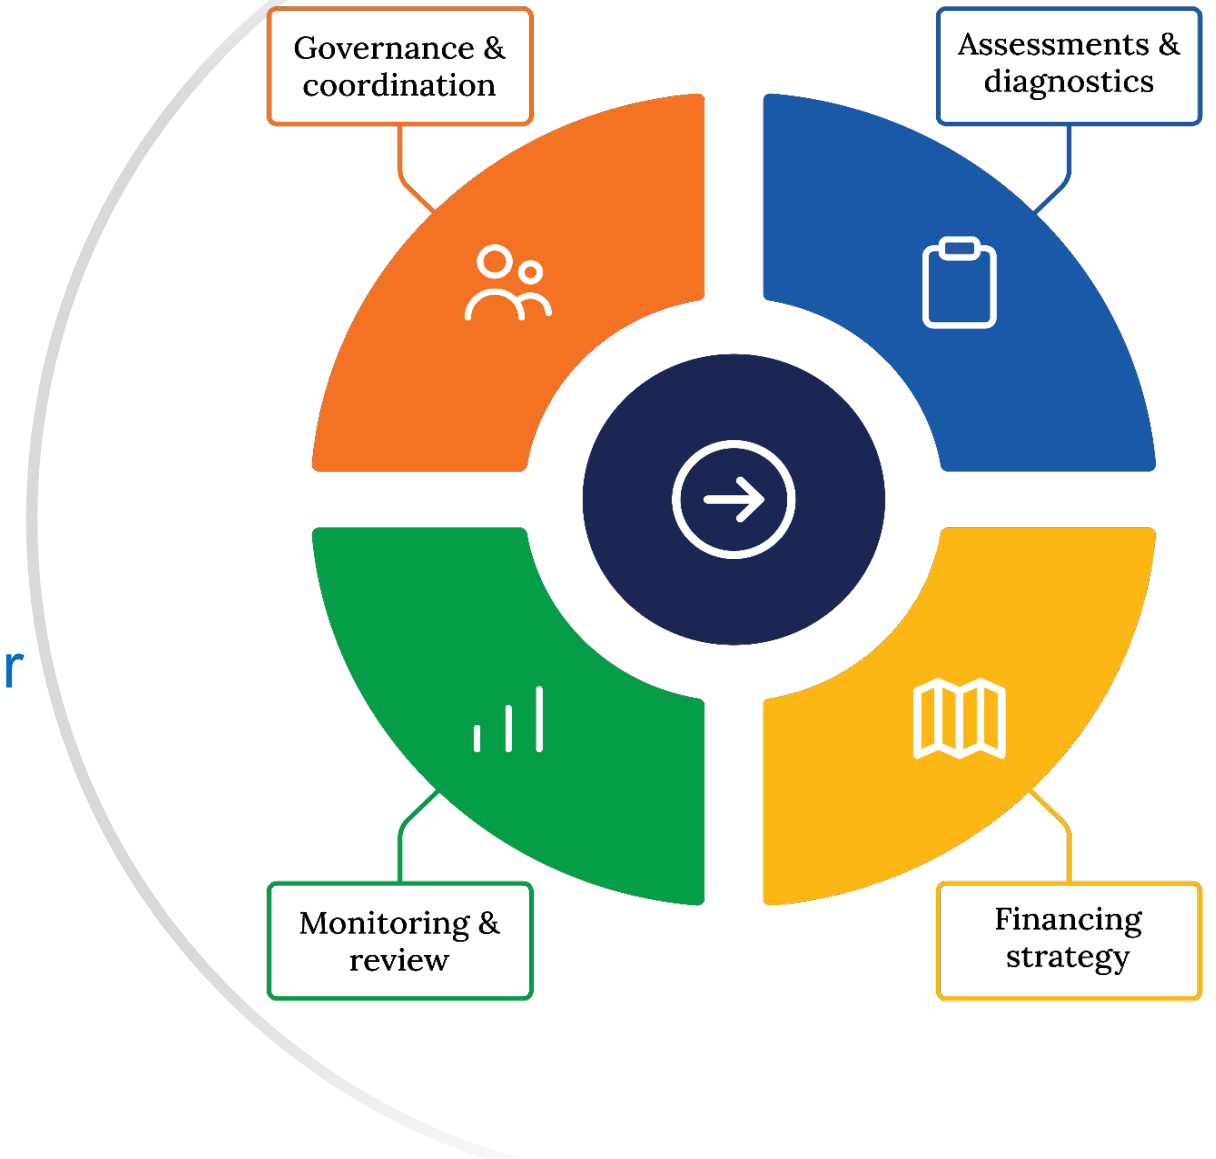 Governance &
coordination
Assessments &
diagnostics
r
Monitoring &
review
Financing
strategy